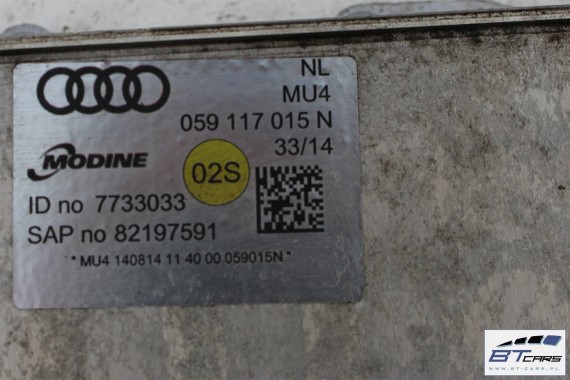 NL
MU4
059 117 015 N
33/14
MODINE
02S
ID no 7733033
SAP no 82197591
* MU4 140814 11 40 00 059015N *
BTCARS
WWW.BT-CARS.PL